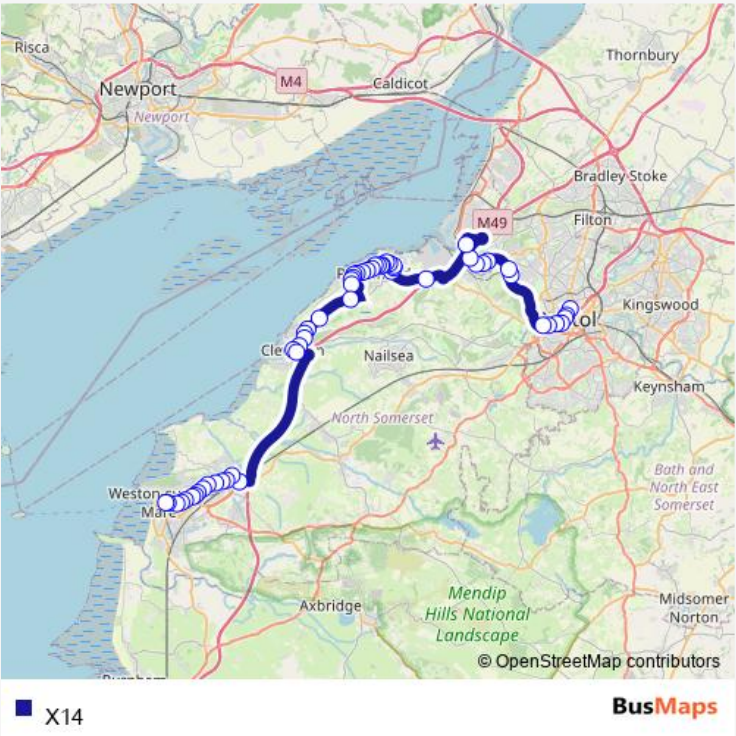 Risca
Thornbury
M4
Caldicot
Newport
Newport
Bradley Stoke
M49
Filton
Kingswood
Nailsea
Keynsham
North Somerset
Bath and
North East
Somerset
Weston
Mare
Mendip
Hills National
Landscape
Axbridge
Midsomer
Norton
© OpenStreetMap contributors
X14
BusMaps